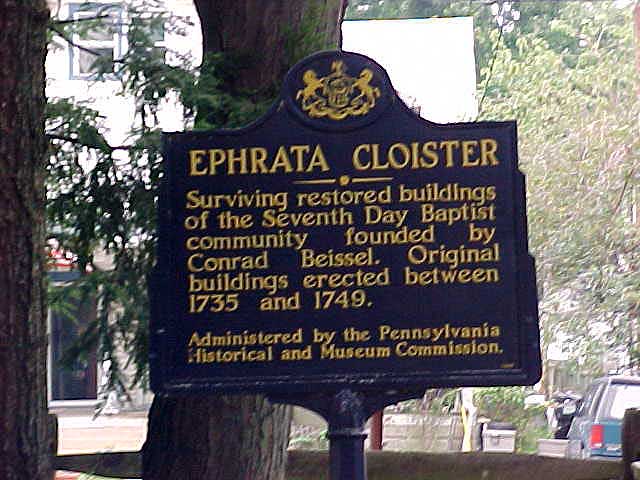 EPHRATA CLOISTER
Surviving restored buildings
of the Seventh Day Baptist
community founded by
Conrad Beissel. Original
buildings erected between
1735 and 1749.
Administered by the Pennsylvania
Historical and Museum Commission.